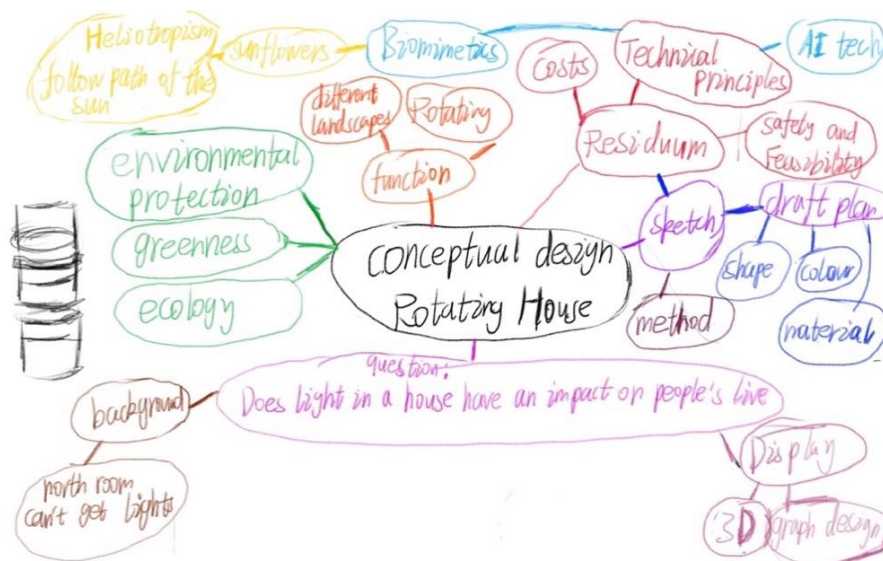 Heliotropism
follow path of the
sun
sunflowers
Biomimetics
Technical
principles
AI tech
costs
different
landscapes
Rotating
function
Residuum
safety and
Feasibility
environmental
protection
greenness
ecology
conceptual design
Rotating House
sketch
draft plan
shape
colour
material
method
question:
Does light in a house have an impact on people's live
background
north room
can't get lights
Display
3D
graph design